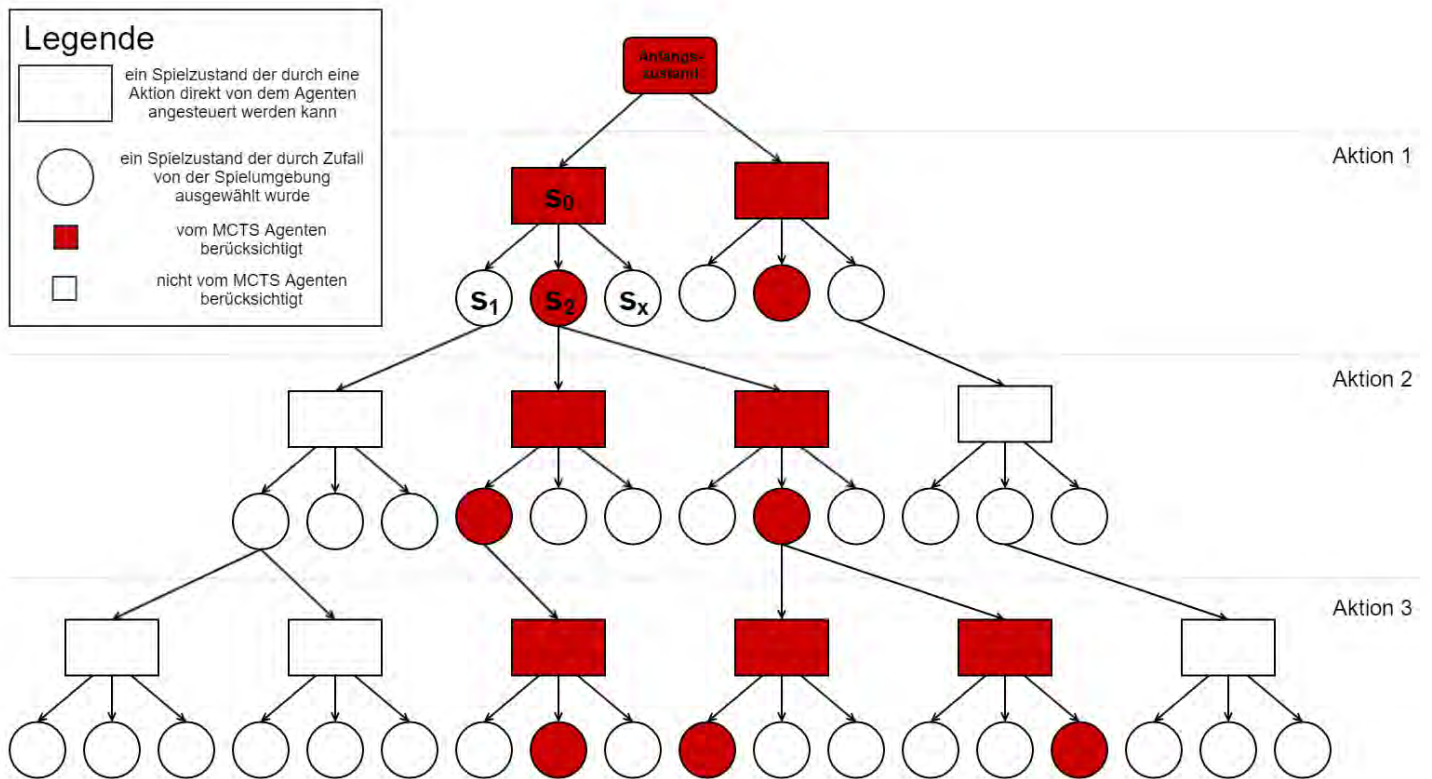 Legende
ein Spielzustand der durch eine
Aktion direkt von dem Agenten
angesteuert werden kann
ein Spielzustand der durch Zufall
von der Spielumgebung
ausgewählt wurde
vom MCTS Agenten
berücksichtigt
nicht vom MCTS Agenten
berücksichtigt
Anfangs-
zustand
Aktion 1
S₀
S₁ S₂ Sₓ
Aktion 2
Aktion 3